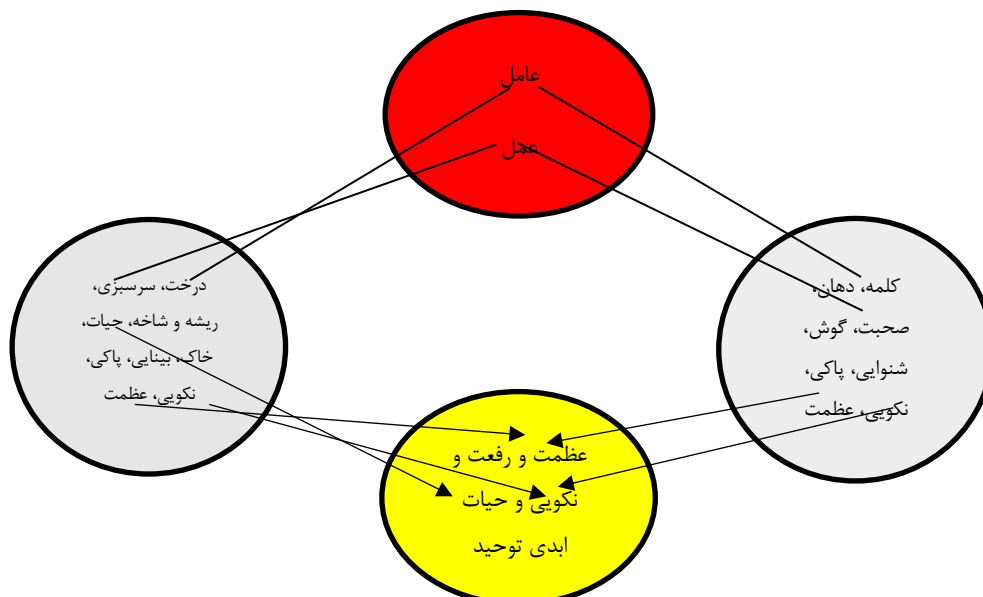 عامل
عمل
کلمه، دهان،
صحبت، گوش،
شنوایی، پاکی،
نکویی، عظمت
درخت، سرسبزی،
ریشه و شاخه، حیات،
خاک، بینایی، پاکی،
نکویی، عظمت
عظمت و رفعت و
نکویی و حیات
ابدی توحید